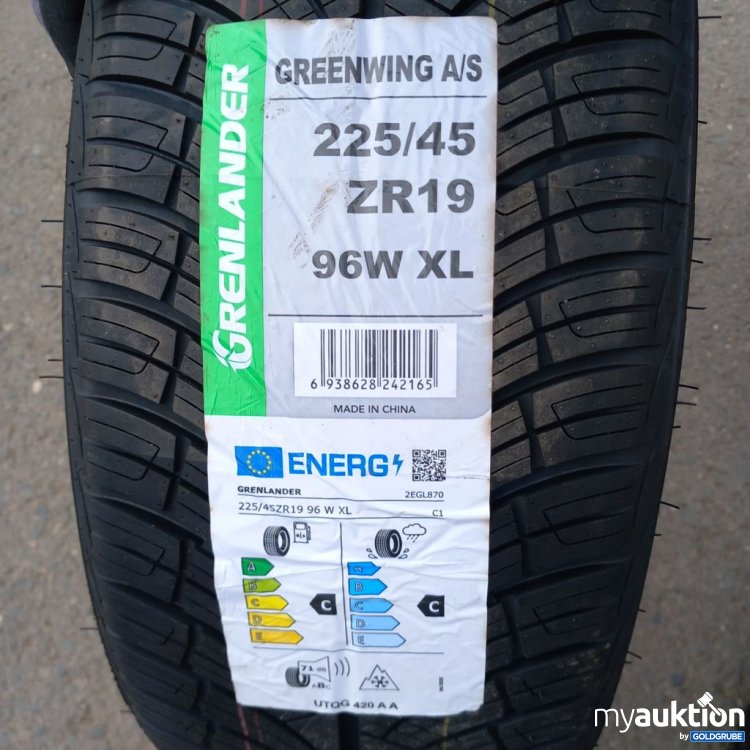 GRENLANDER
GREENWING A/S
225/45
ZR19
96W XL
6 938628 242165
MADE IN CHINA
ENERG
GRENLANDER 2EGL870
225/45ZR19 96 W XL C1
A
B
C C
D
E
A
B
C C
D
E
71 dB
ABC
UTQG 420 A A
myauktion
by GOLDGRUBE